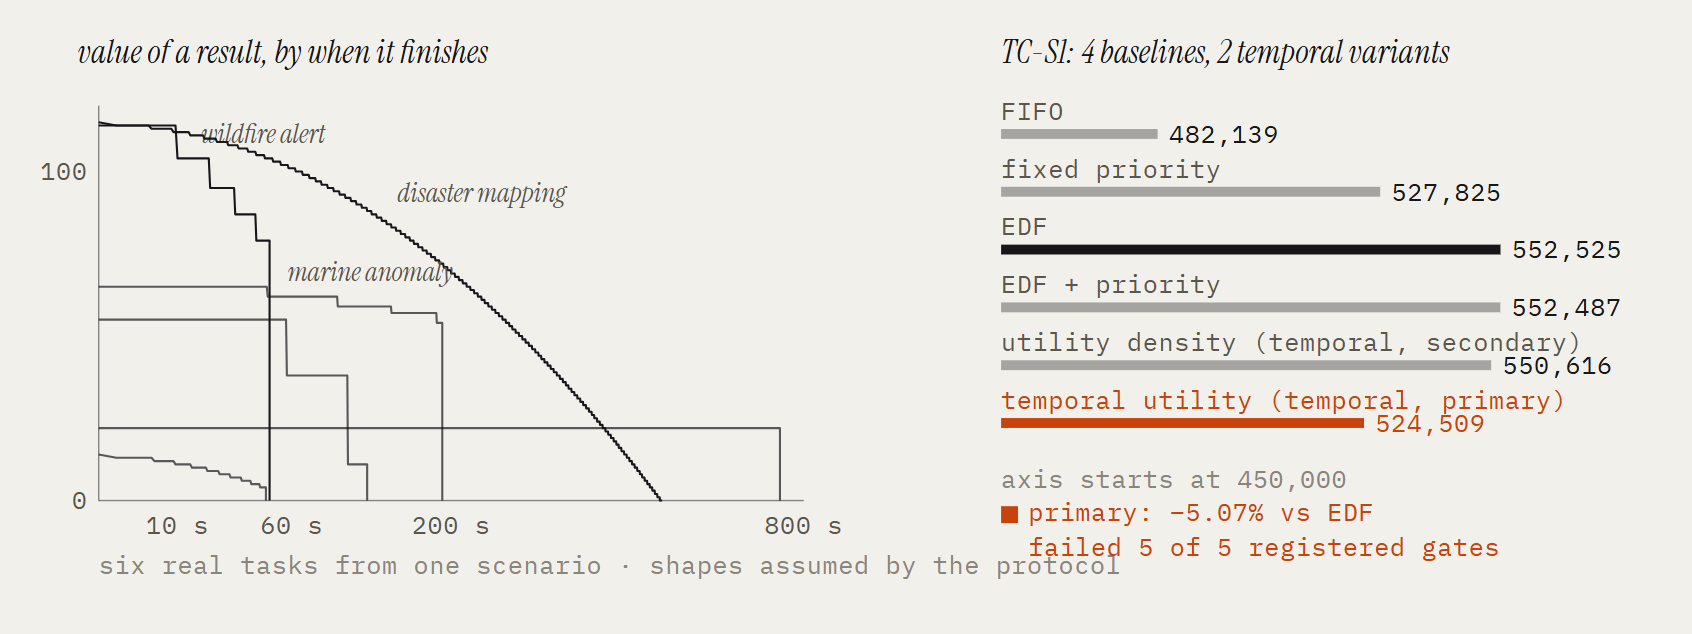 value of a result, by when it finishes
wildfire alert
100
disaster mapping
marine anomaly
0
10 s 60 s 200 s 800 s
six real tasks from one scenario · shapes assumed by the protocol
TC-S1: 4 baselines, 2 temporal variants
FIFO
482,139
fixed priority
527,825
EDF
552,525
EDF + priority
552,487
utility density (temporal, secondary)
550,616
temporal utility (temporal, primary)
524,509
axis starts at 450,000
primary: −5.07% vs EDF
failed 5 of 5 registered gates